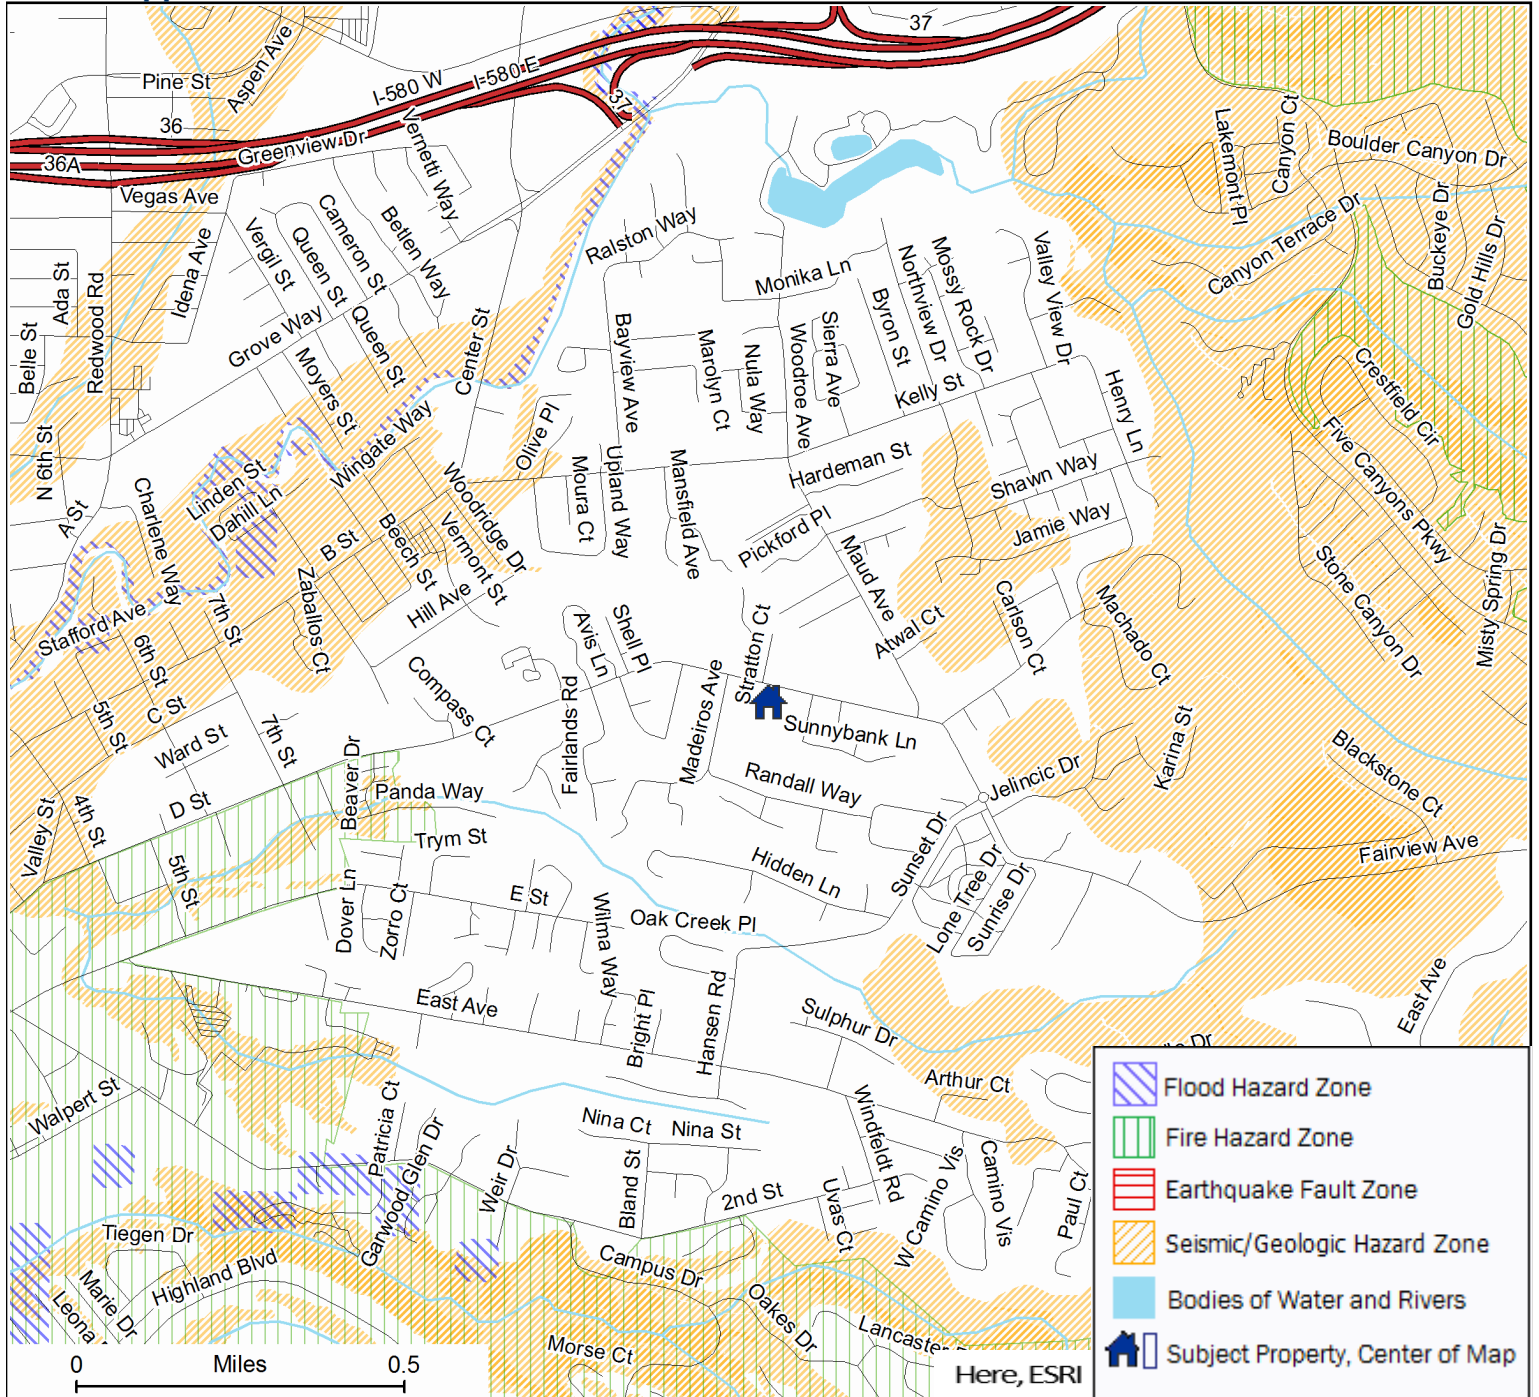 37
Pine St
Aspen Ave
I-580 W
I-580 E
37
36
Greenview Dr
36A
Vernetti Way
Vegas Ave
Lakemont Pl
Canyon Ct
Boulder Canyon Dr
Idena Ave
Vergil St
Queen St
Cameron St
Betlen Way
Ralston Way
Monika Ln
Northview Dr
Mossy Rock Dr
Valley View Dr
Canyon Terrace Dr
Buckeye Dr
Gold Hills Dr
Ada St
Redwood Rd
Belle St
Grove Way
Queen St
Moyers St
Center St
Bayview Ave
Marolyn Ct
Nula Way
Woodroe Ave
Sierra Ave
Byron St
Kelly St
Henry Ln
Crestfield Cir
Five Canyons Pkwy
N 6th St
Wingate Way
Olive Pl
Hardeman St
Shawn Way
Linden St
Dahill Ln
A St
Charlene Way
B St
Beech St
Woodridge Dr
Vermont St
Moura Ct
Upland Way
Mansfield Ave
Pickford Pl
Maud Ave
Jamie Way
Stone Canyon Dr
Misty Spring Dr
Zaballos Ct
Hill Ave
Stafford Ave
7th St
6th St
Avis Ln
Shell Pl
Stratton Ct
Atwal Ct
Carlson Ct
Machado Ct
5th St
C St
Ward St
7th St
Compass Ct
Fairlands Rd
Madeiros Ave
Sunnybank Ln
Karina St
Blackstone Ct
Valley St
4th St
D St
Beaver Dr
Panda Way
Randall Way
Jelincic Dr
Trym St
Fairview Ave
5th St
Dover Ln
Zorro Ct
E St
Wilma Way
Oak Creek Pl
Hidden Ln
Sunset Dr
Lone Tree Dr
Sunrise Dr
East Ave
Bright Pl
Hansen Rd
Sulphur Dr
East Ave
Arthur Ct
Walpert St
Patricia Ct
Garwood Glen Dr
Weir Dr
Nina Ct
Nina St
Bland St
2nd St
Windfeldt Rd
Uvas Ct
W Camino Vis
Camino Vis
Paul Ct
Tiegen Dr
Highland Blvd
Marie Dr
Leona
Campus Dr
Oakes Dr
Lancaster
Morse Ct
0 Miles 0.5
Here, ESRI
Flood Hazard Zone
Fire Hazard Zone
Earthquake Fault Zone
Seismic/Geologic Hazard Zone
Bodies of Water and Rivers
Subject Property, Center of Map